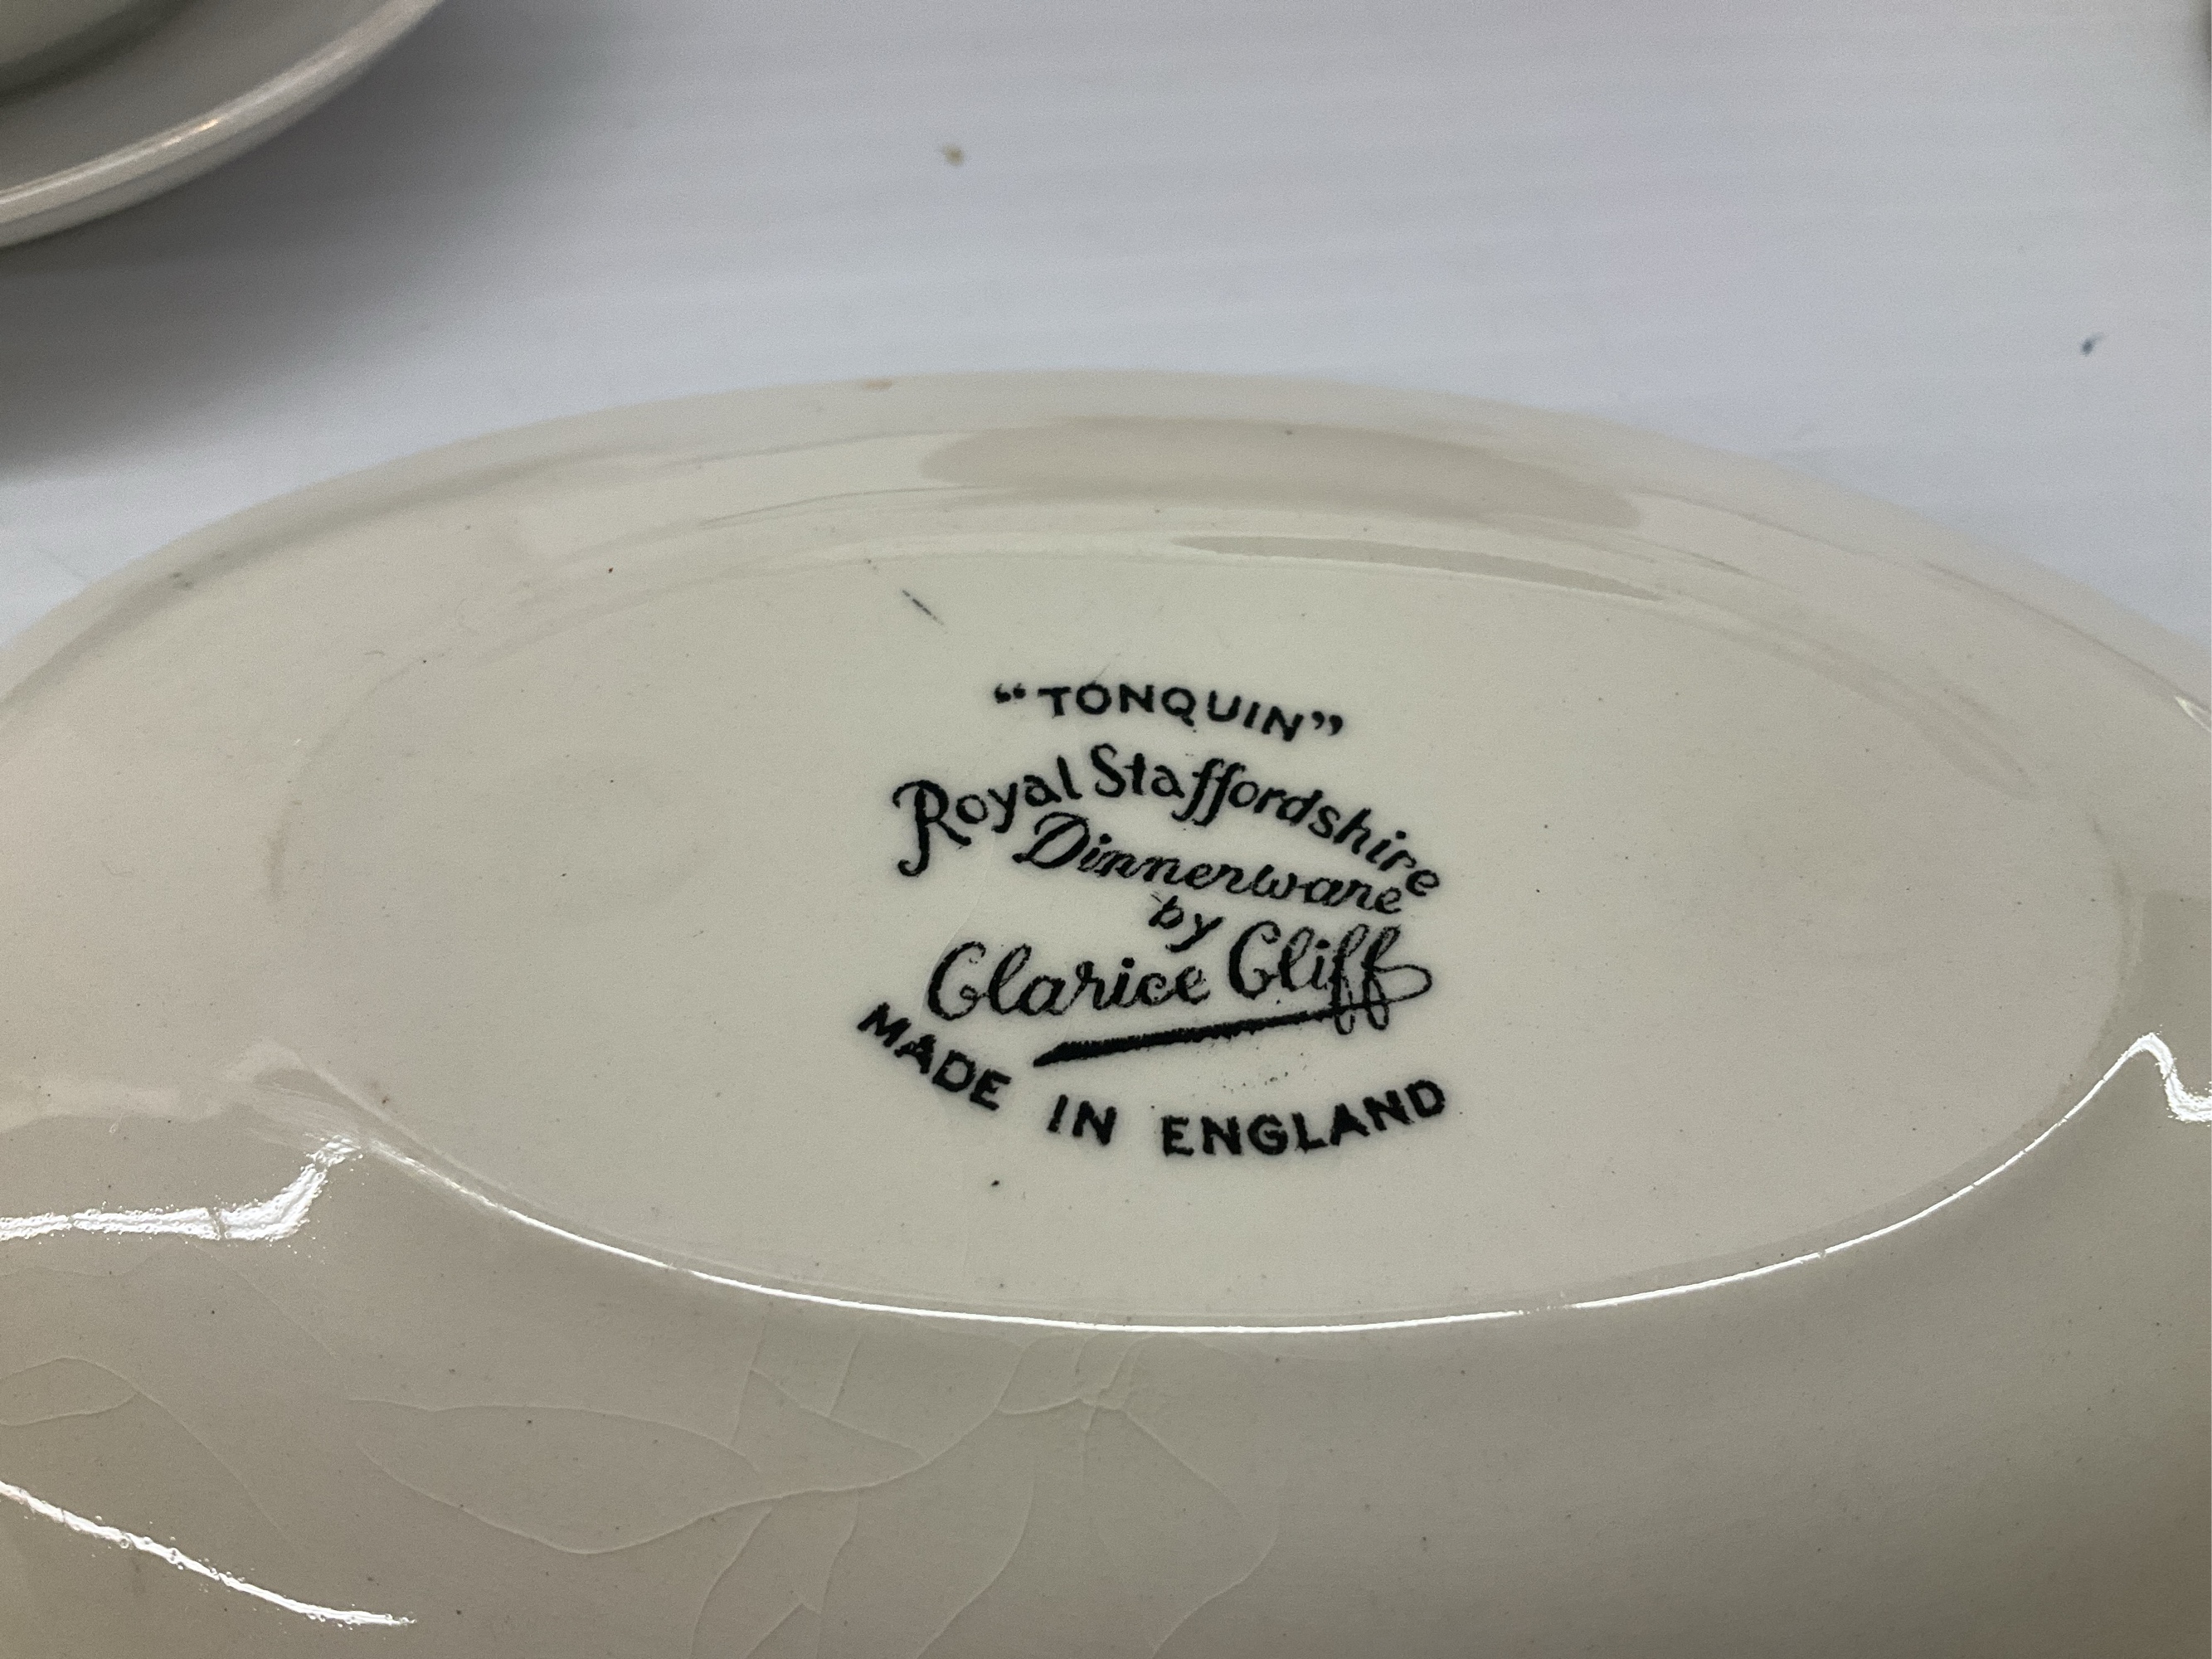 “TONQUIN”
Royal Staffordshire
Dinnerware
by
Clarice Cliff
MADE IN ENGLAND